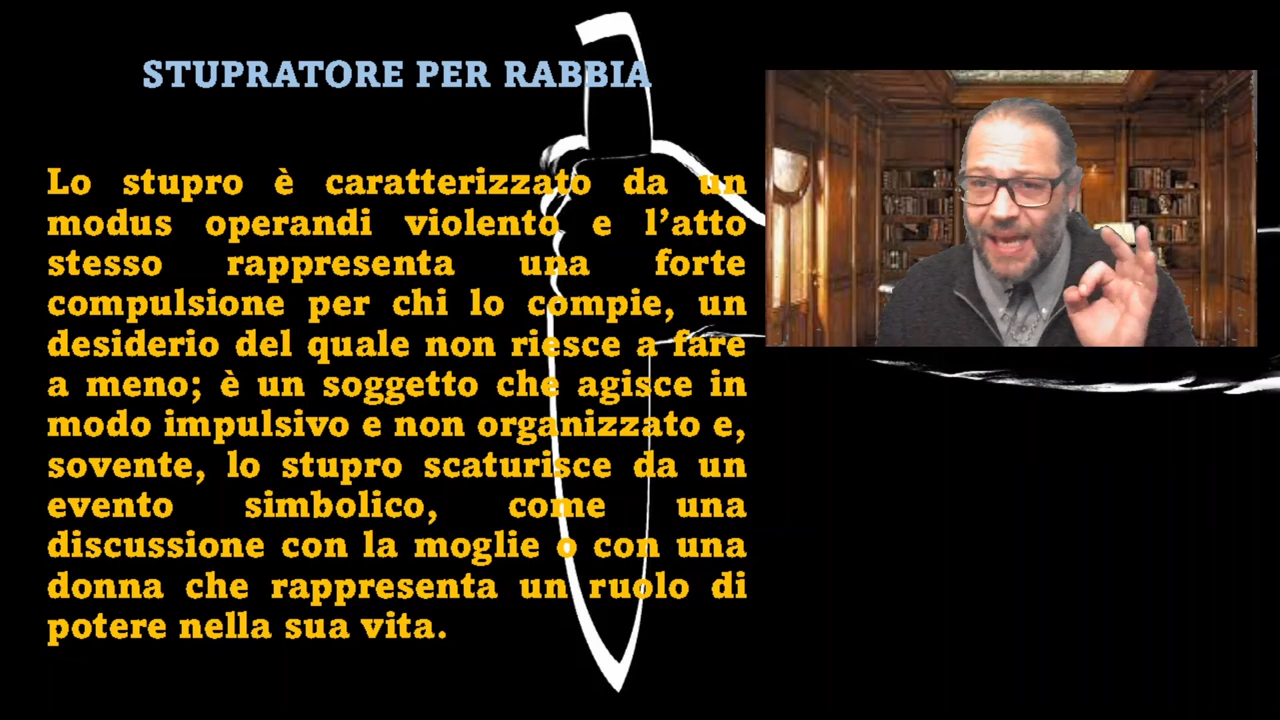 STUPRATORE PER RABBIA
Lo stupro è caratterizzato da un
modus operandi violento e l'atto
stesso rappresenta una forte
compulsione per chi lo compie, un
desiderio del quale non riesce a fare
a meno; è un soggetto che agisce in
modo impulsivo e non organizzato e,
sovente, lo stupro scaturisce da un
evento simbolico, come una
discussione con la moglie o con una
donna che rappresenta un ruolo di
potere nella sua vita.